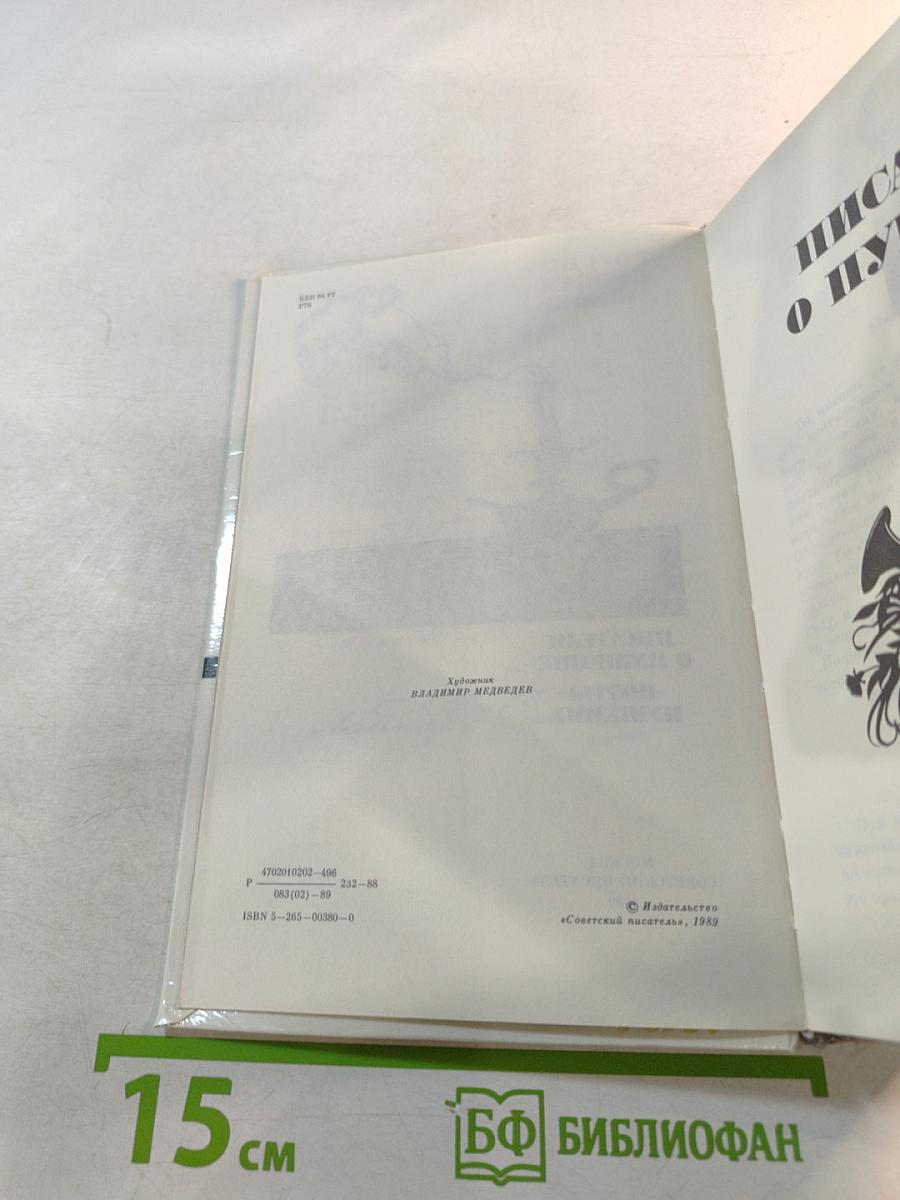 ББК 84 Р7
Р76
ПИСА
О ПУ
Художник
ВЛАДИМИР МЕДВЕДЕВ
4702010202—496
Р 232—88
083(02)—89
ISBN 5—265—00380—0
© Издательство
«Советский писатель», 1989
15 см
БФ БИБЛИОФАН